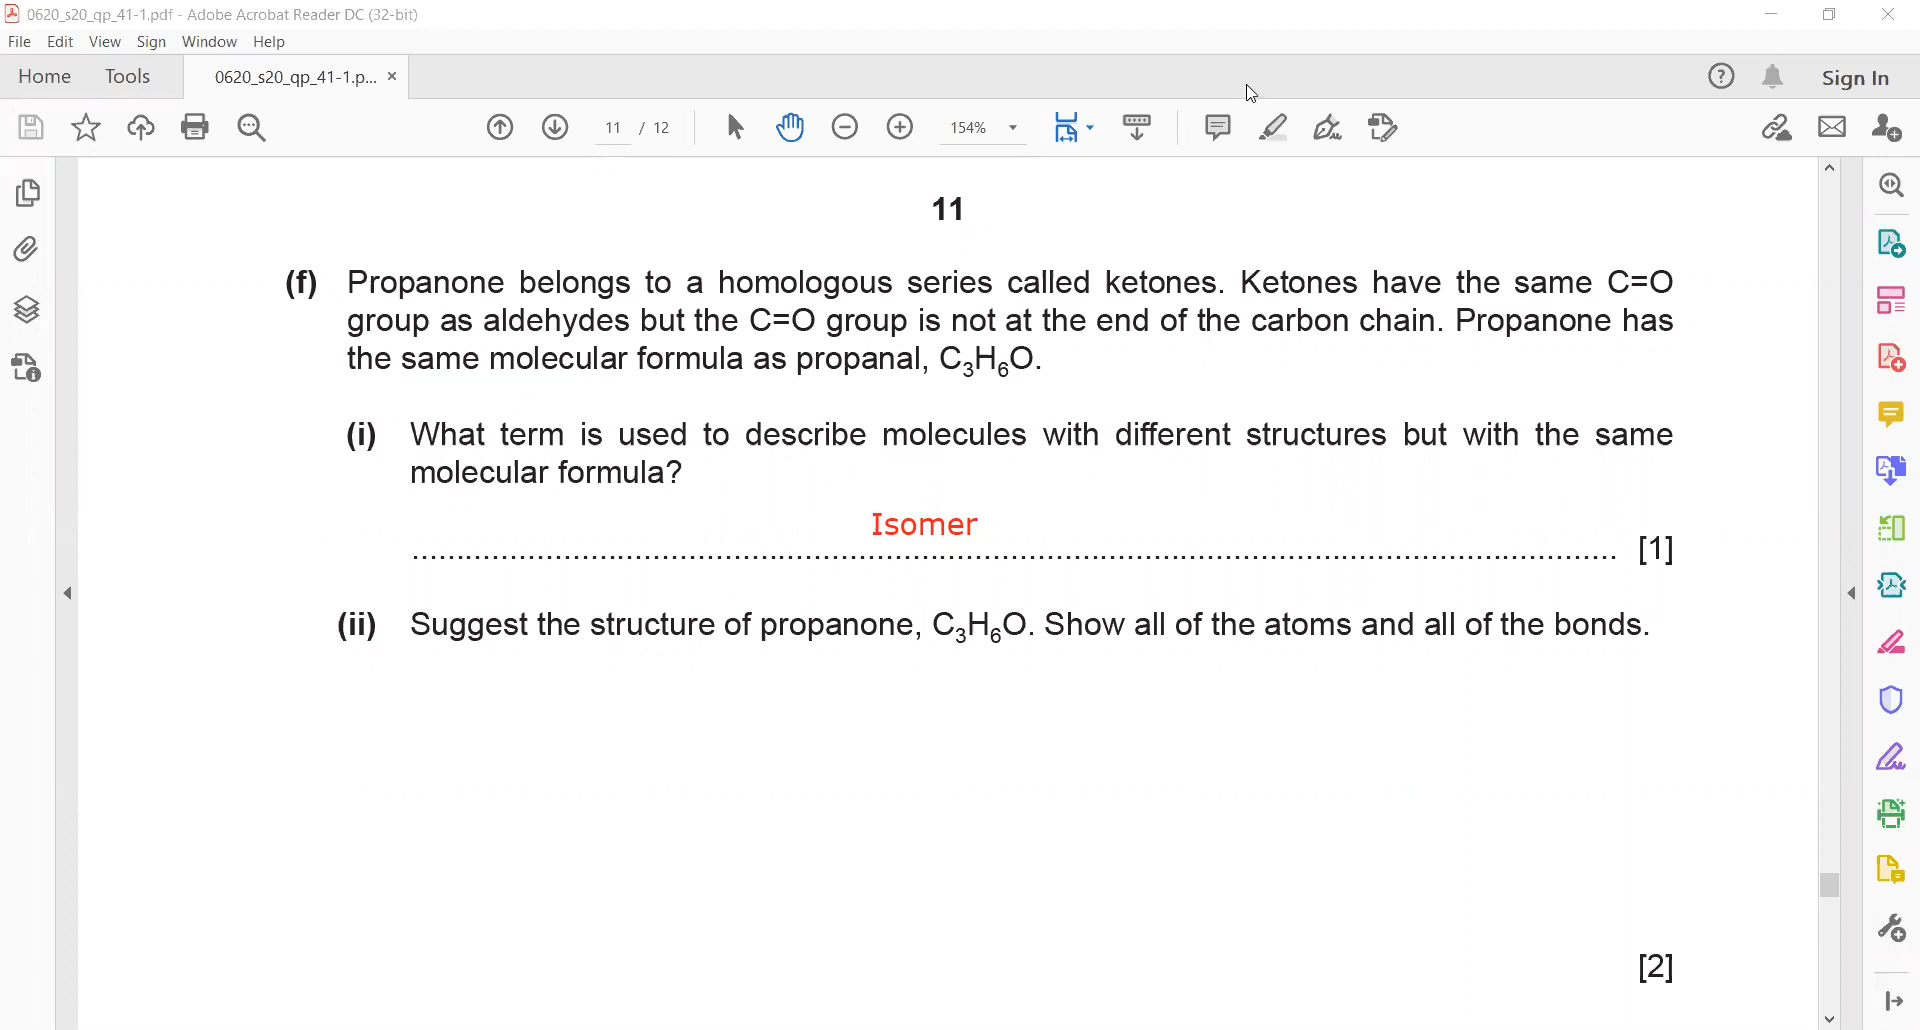 0620_s20_qp_41-1.pdf - Adobe Acrobat Reader DC (32-bit)
File Edit View Sign Window Help
Home Tools 0620_s20_qp_41-1.p... × Sign In
11 / 12 154%
11
(f) Propanone belongs to a homologous series called ketones. Ketones have the same C=O
group as aldehydes but the C=O group is not at the end of the carbon chain. Propanone has
the same molecular formula as propanal, C₃H₆O.
(i) What term is used to describe molecules with different structures but with the same
molecular formula?
Isomer
.......................................................................................................................................... [1]
(ii) Suggest the structure of propanone, C₃H₆O. Show all of the atoms and all of the bonds.
[2]